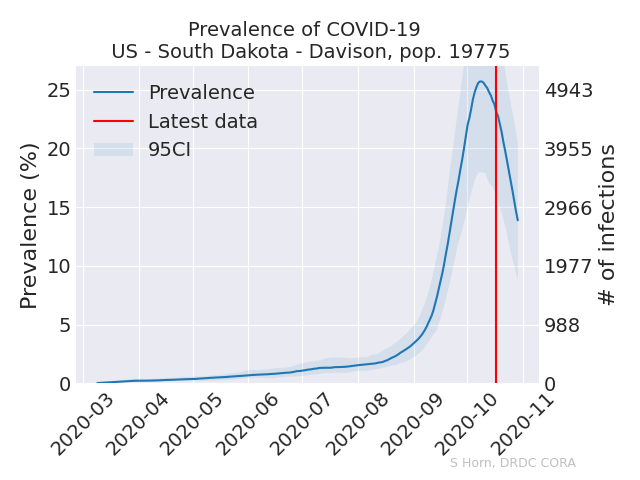 Prevalence of COVID-19
US - South Dakota - Davison, pop. 19775
Prevalence
Latest data
95CI
Prevalence (%)
25
20
15
10
5
0
4943
3955
2966
1977
988
0
# of infections
2020-03
2020-04
2020-05
2020-06
2020-07
2020-08
2020-09
2020-10
2020-11
S Horn, DRDC CORA